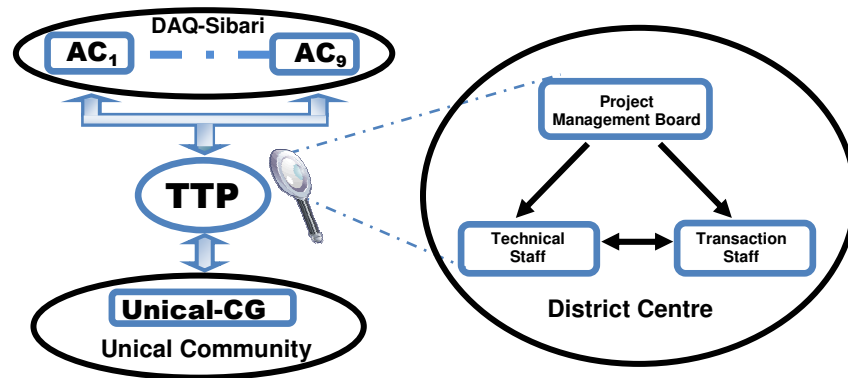 DAQ-Sibari
AC₁
AC₉
TTP
Unical-CG
Unical Community
Project
Management Board
Technical
Staff
Transaction
Staff
District Centre